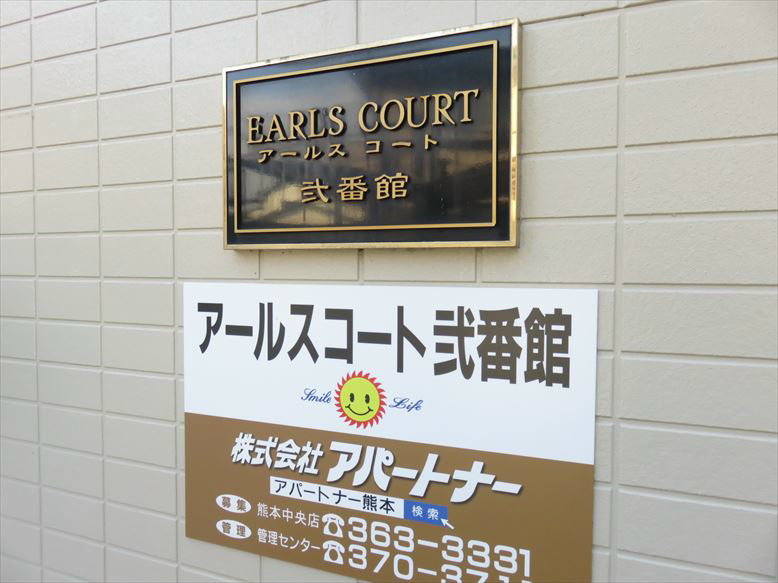 EARL'S COURT
アールス コート
弐番館
アールスコート弐番館
Smile Life
株式会社 アパートナー
アパートナー熊本 検索
募集 熊本中央店 ☎363-3331
管理 管理センター ☎370-371